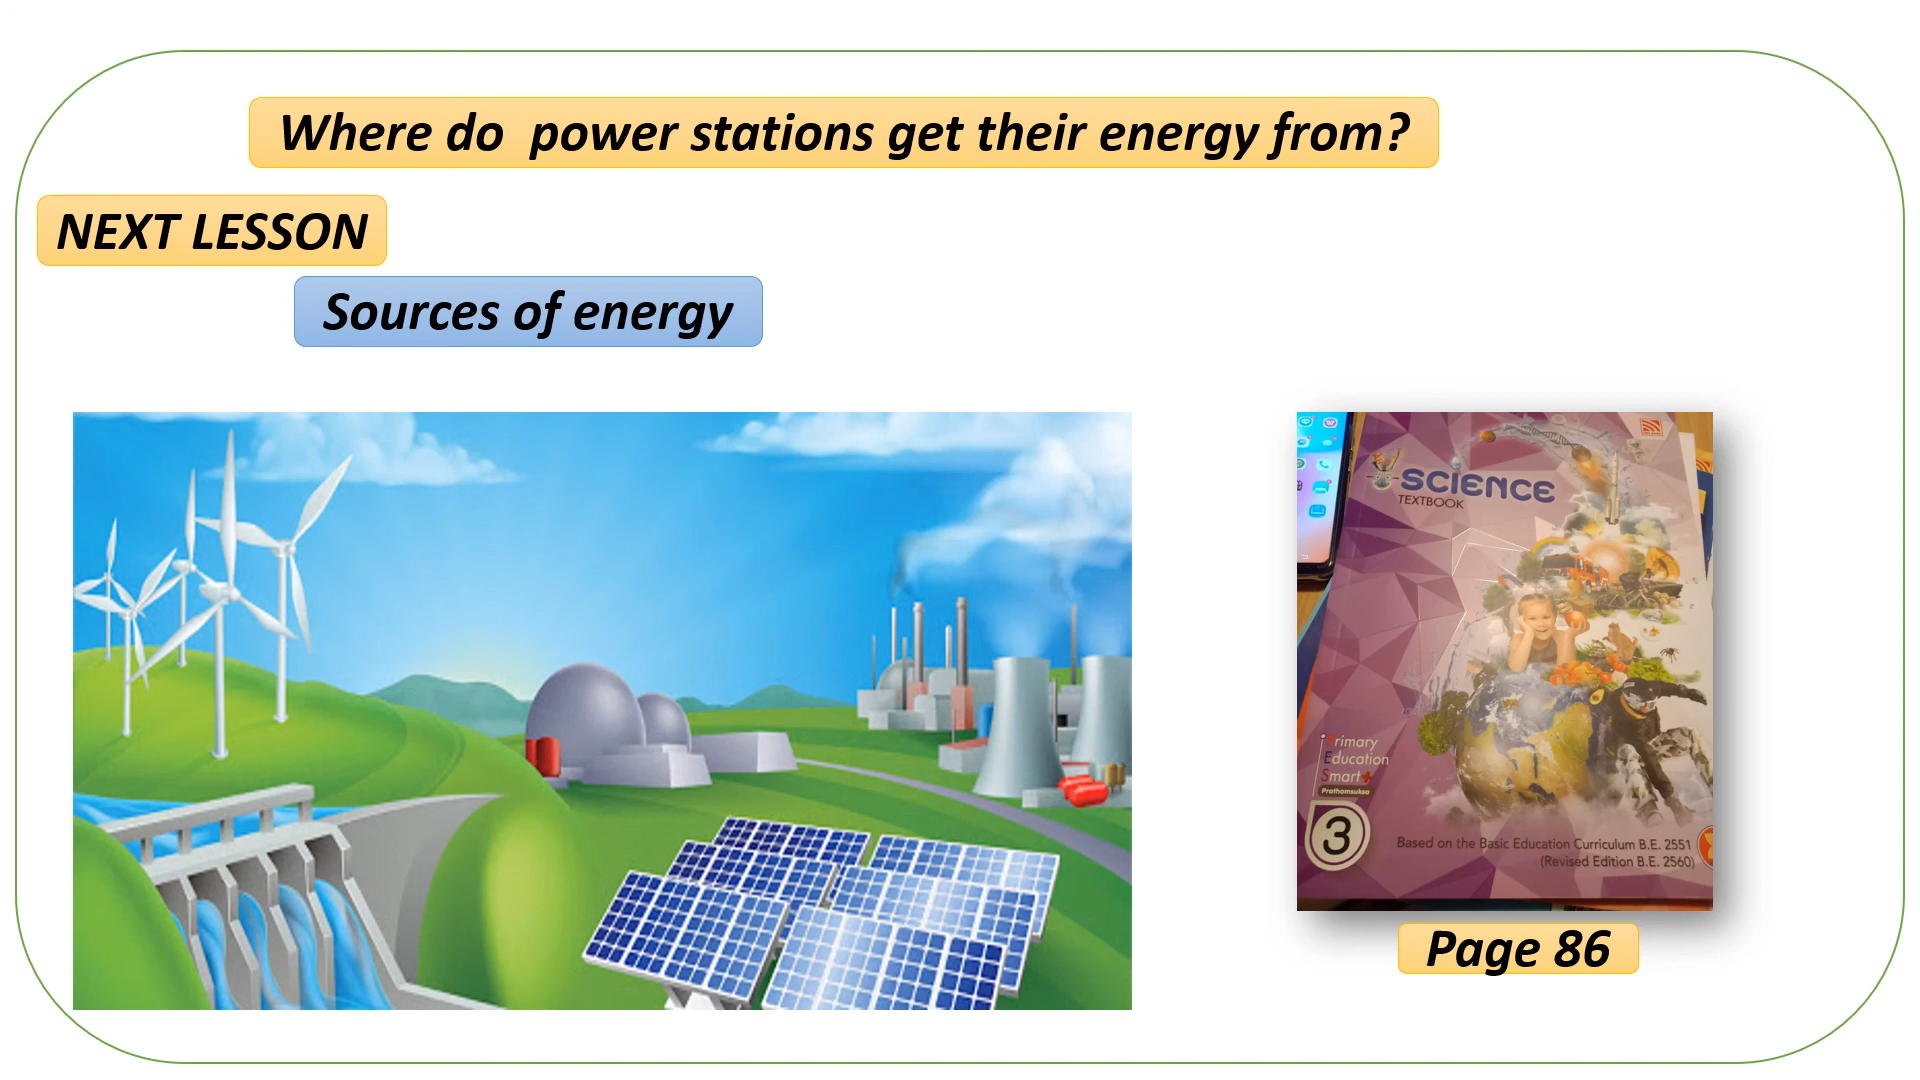 Where do  power stations get their energy from?
NEXT LESSON
Sources of energy
SCIENCE
TEXTBOOK
Primary
Education
Smart+
Prathomsuksa
3
Based on the Basic Education Curriculum B.E. 2551
(Revised Edition B.E. 2560)
Page 86